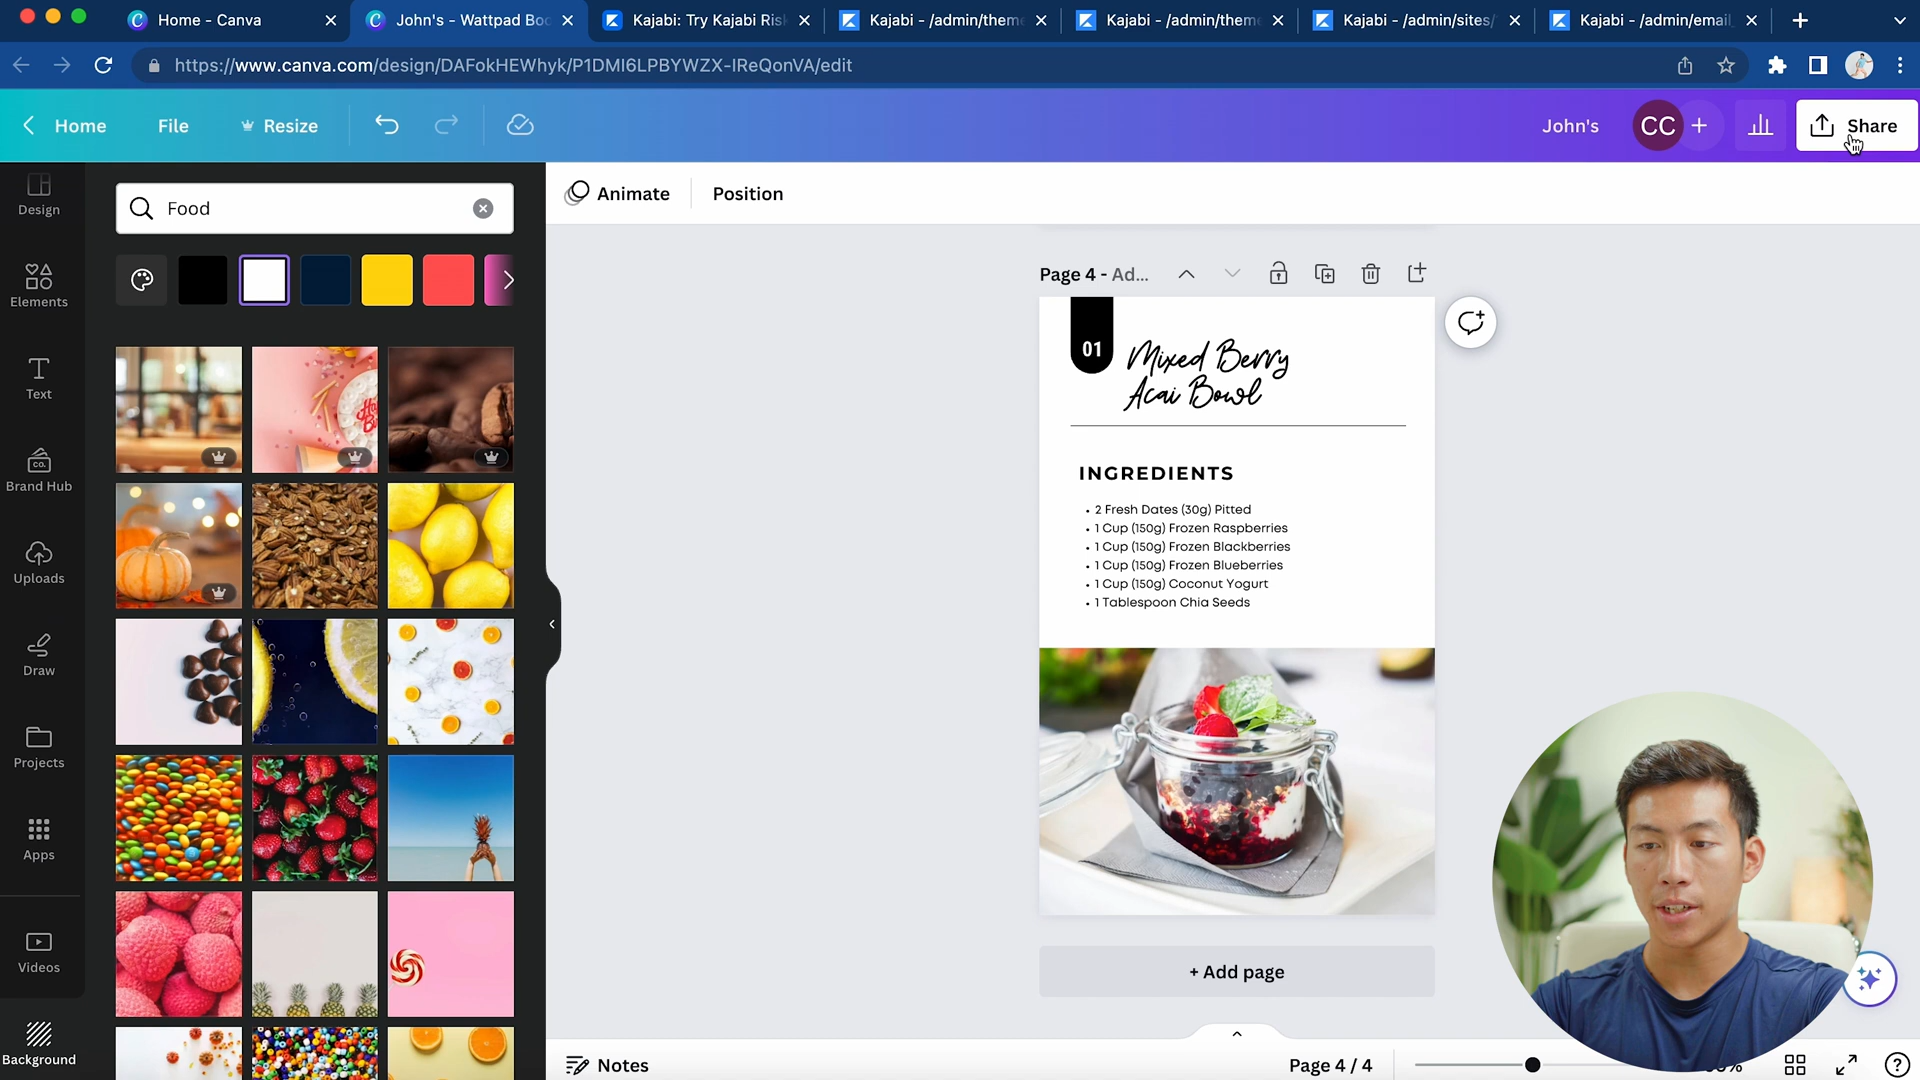 Home - Canva
John's - Wattpad Boo
Kajabi: Try Kajabi Ris
Kajabi - /admin/theme
Kajabi - /admin/theme
Kajabi - /admin/sites/
Kajabi - /admin/email
https://www.canva.com/design/DAFokHEWhyk/P1DMI6LPBYWZX-IReQonVA/edit
Home
File
Resize
John's
CC
Share
Design
Elements
Text
Brand Hub
Uploads
Draw
Projects
Apps
Videos
Background
Food
Animate
Position
Page 4 - Ad...
01
Mixed Berry
Acai Bowl
INGREDIENTS
• 2 Fresh Dates (30g) Pitted
• 1 Cup (150g) Frozen Raspberries
• 1 Cup (150g) Frozen Blackberries
• 1 Cup (150g) Frozen Blueberries
• 1 Cup (150g) Coconut Yogurt
• 1 Tablespoon Chia Seeds
+ Add page
Notes
Page 4 / 4